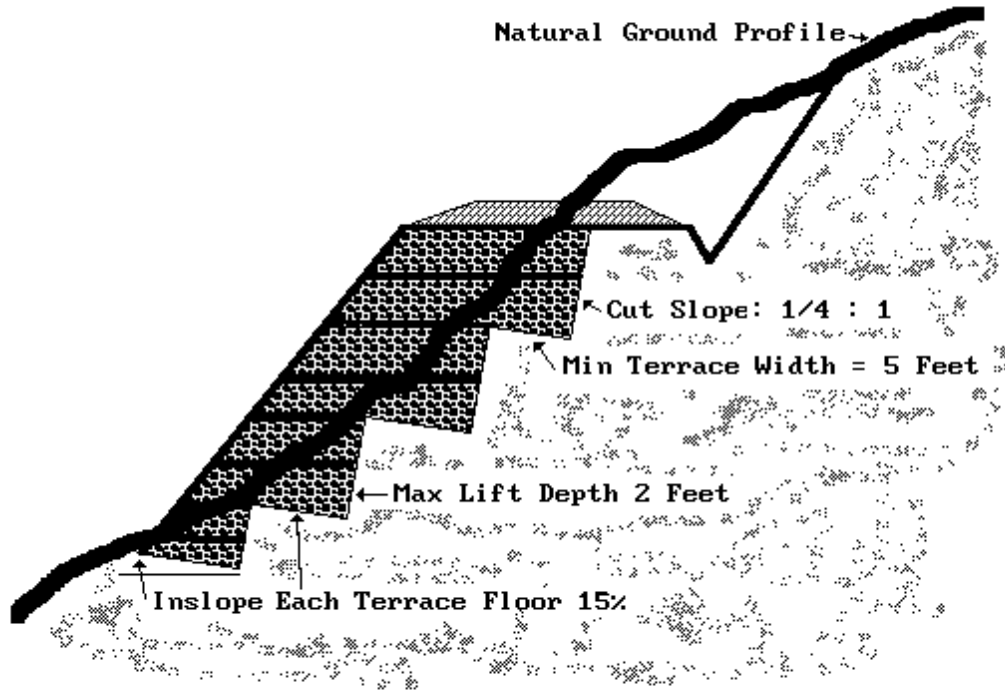 Natural Ground Profile
Cut Slope: 1/4 : 1
Min Terrace Width = 5 Feet
Max Lift Depth 2 Feet
Inslope Each Terrace Floor 15%